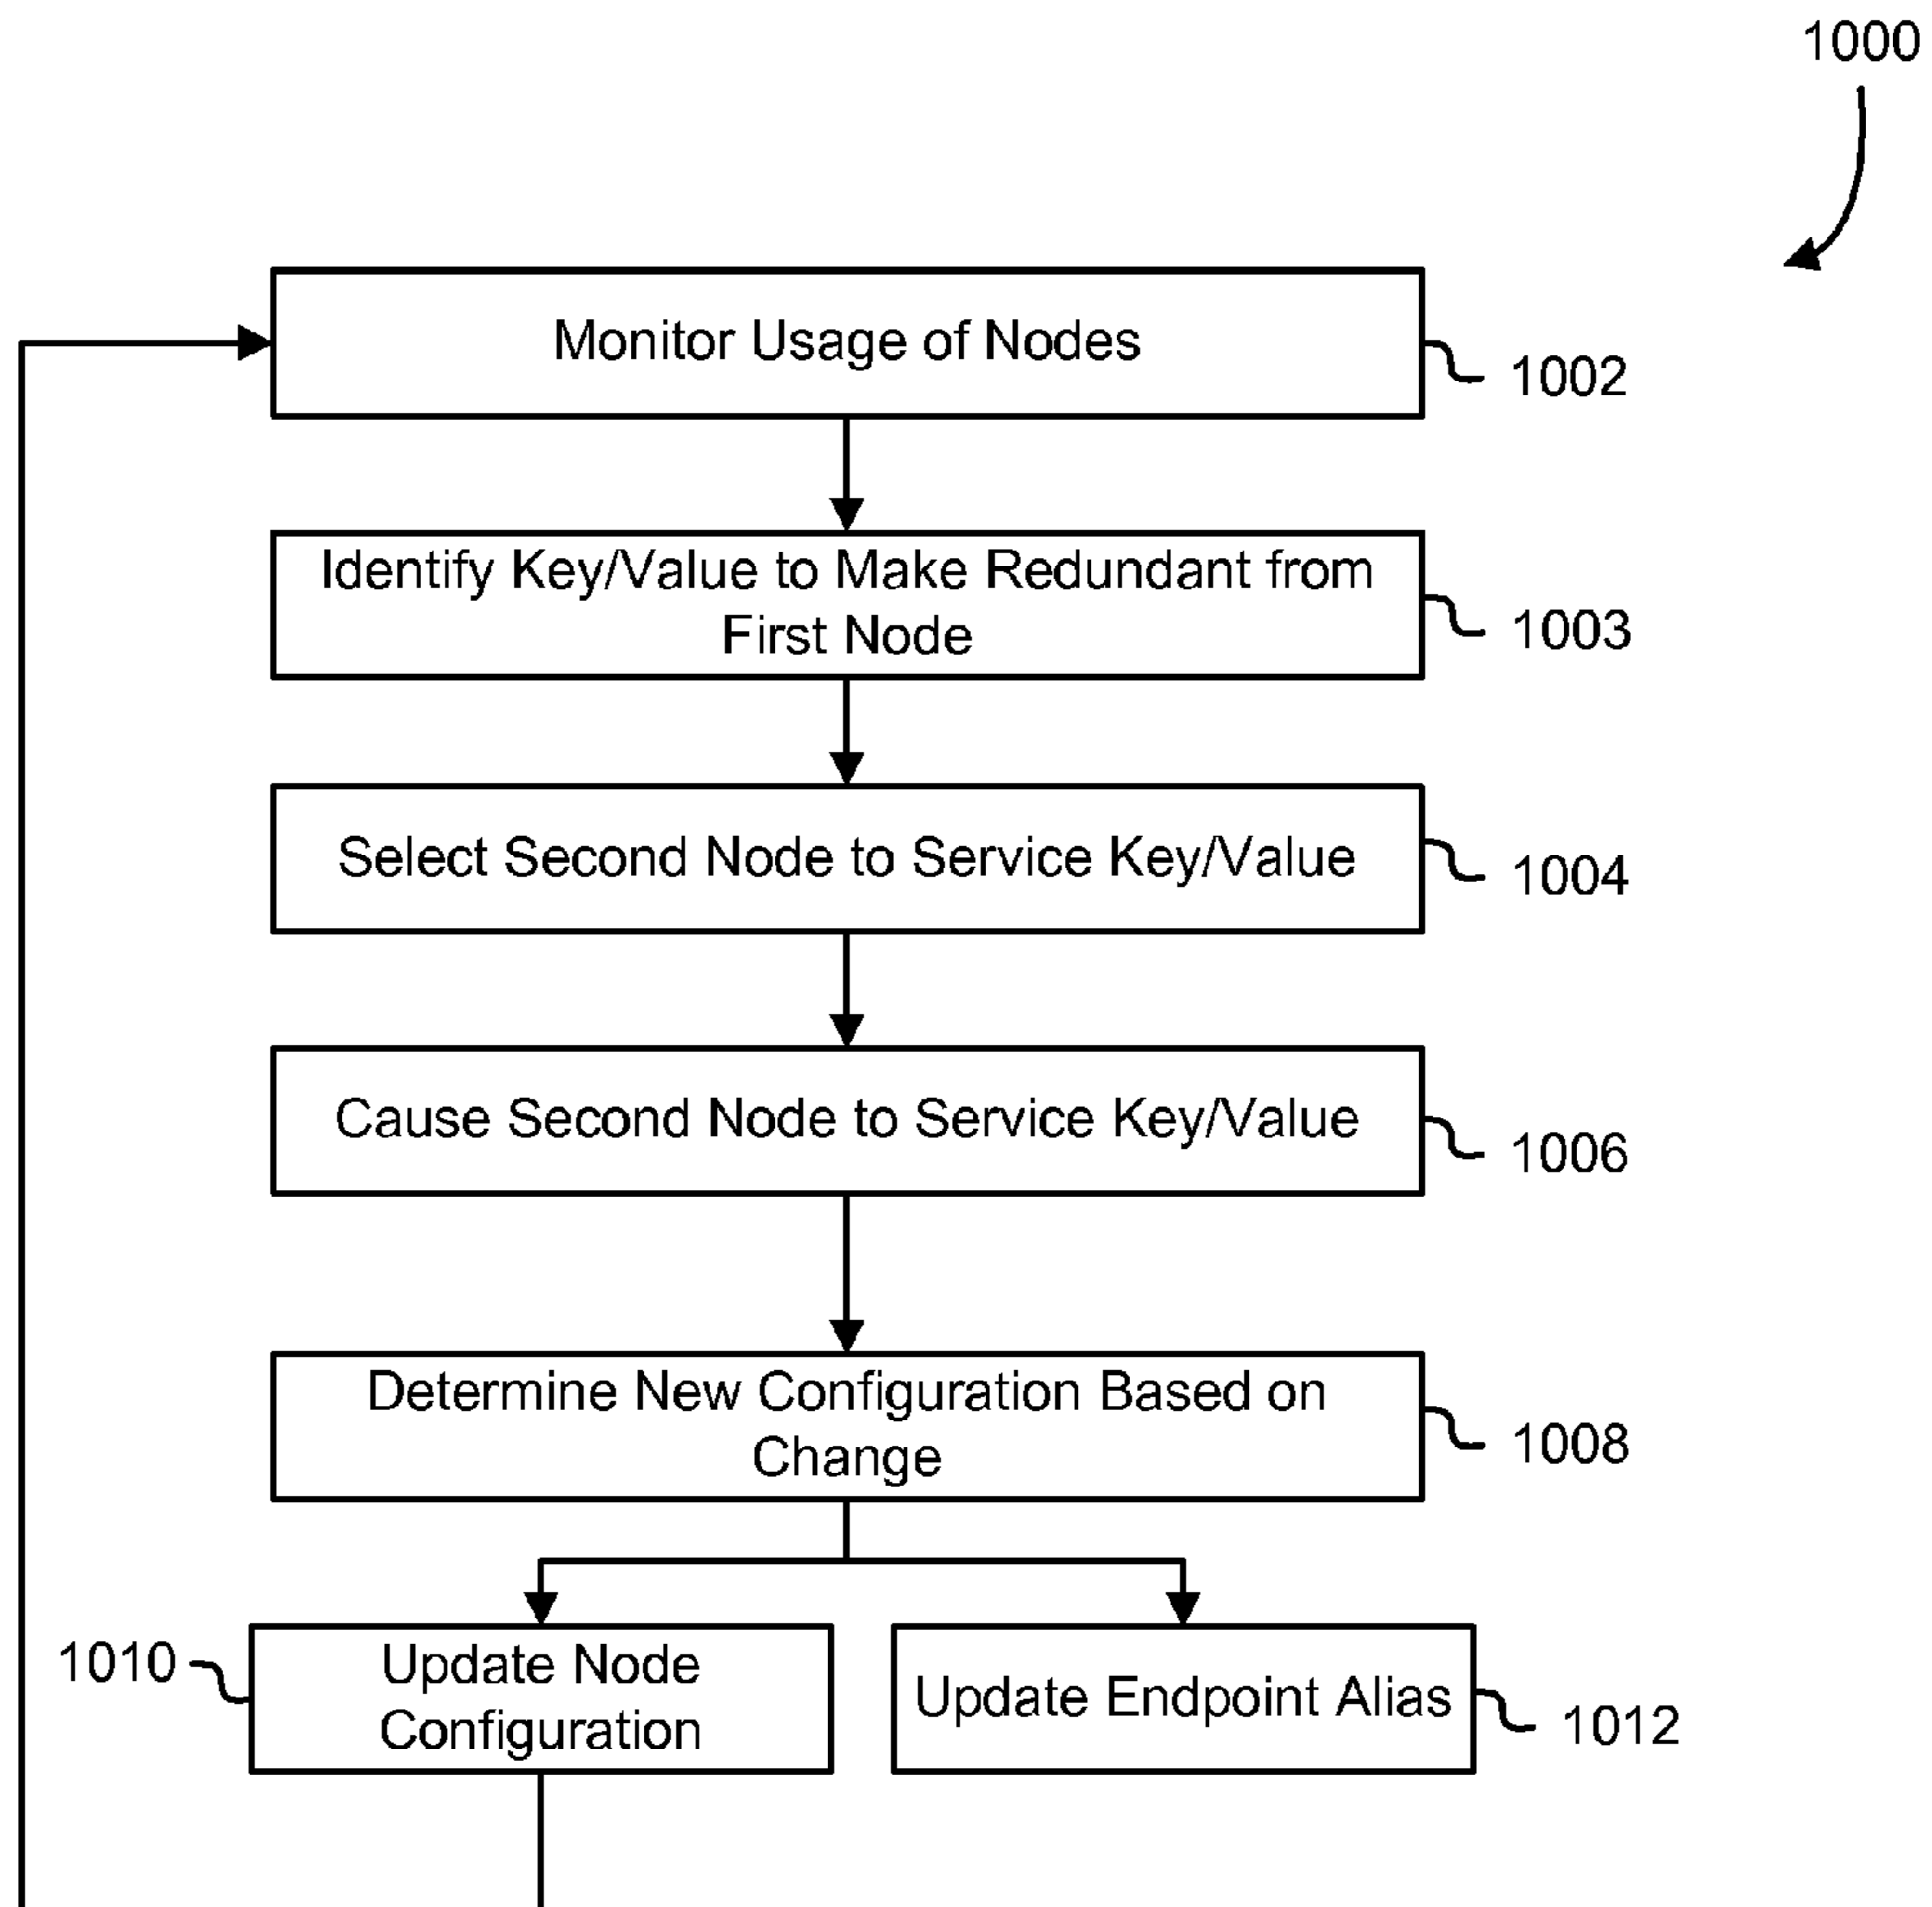 1000
Monitor Usage of Nodes
1002
Identify Key/Value to Make Redundant from
First Node
1003
Select Second Node to Service Key/Value
1004
Cause Second Node to Service Key/Value
1006
Determine New Configuration Based on
Change
1008
1010
Update Node
Configuration
Update Endpoint Alias
1012